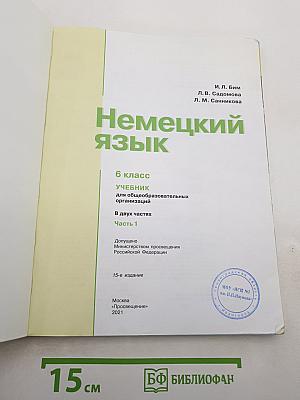 И. Л. Бим
Л. В. Садомова
Л. М. Санникова
Немецкий
язык
6 класс
УЧЕБНИК
для общеобразовательных
организаций
В двух частях
Часть 1
Допущено
Министерством просвещения
Российской Федерации
15-е издание
Москва
«Просвещение»
2021
15 см
БФ БИБЛИОФАН